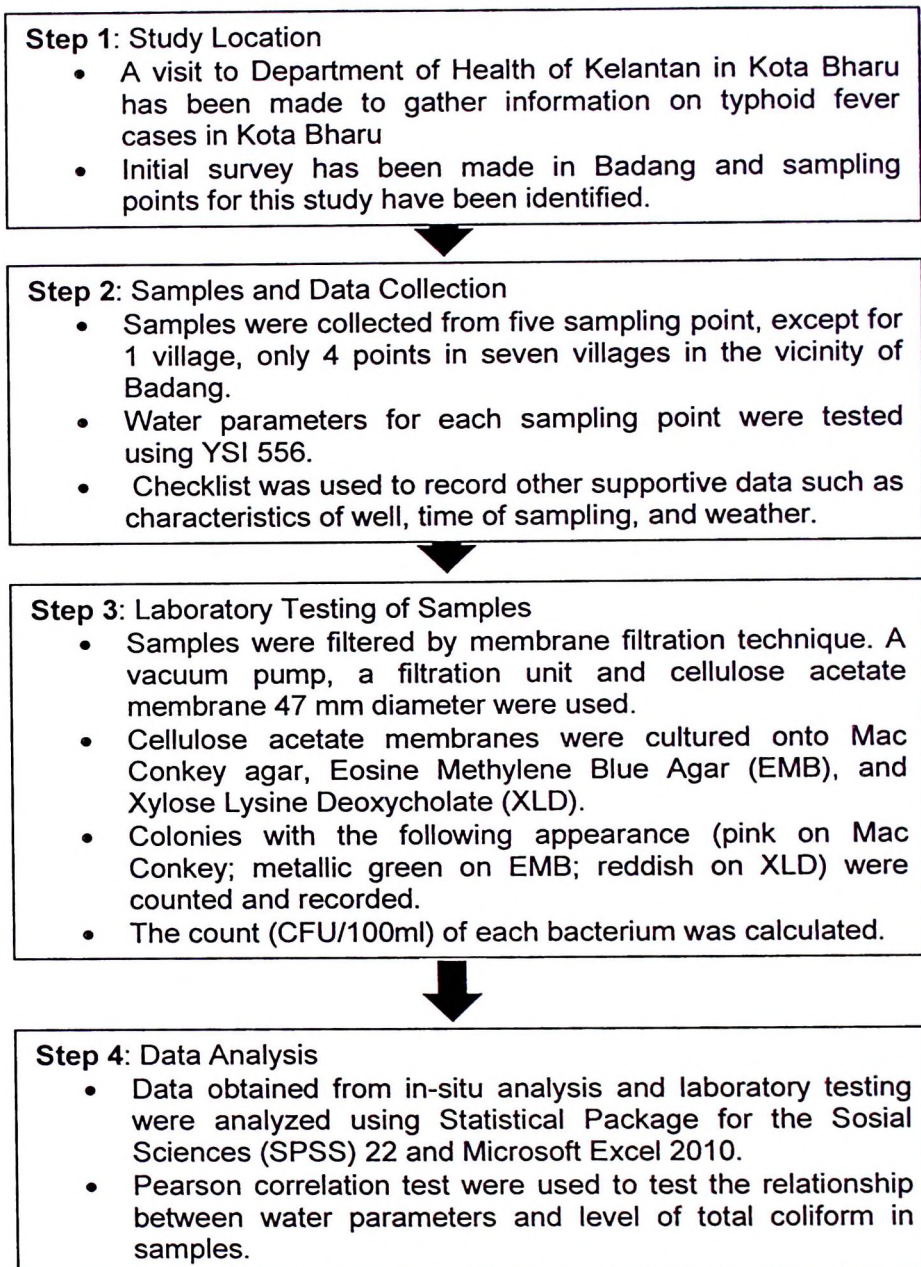 Step 1: Study Location
• A visit to Department of Health of Kelantan in Kota Bharu
has been made to gather information on typhoid fever
cases in Kota Bharu
• Initial survey has been made in Badang and sampling
points for this study have been identified.
Step 2: Samples and Data Collection
• Samples were collected from five sampling point, except for
1 village, only 4 points in seven villages in the vicinity of
Badang.
• Water parameters for each sampling point were tested
using YSI 556.
• Checklist was used to record other supportive data such as
characteristics of well, time of sampling, and weather.
Step 3: Laboratory Testing of Samples
• Samples were filtered by membrane filtration technique. A
vacuum pump, a filtration unit and cellulose acetate
membrane 47 mm diameter were used.
• Cellulose acetate membranes were cultured onto Mac
Conkey agar, Eosine Methylene Blue Agar (EMB), and
Xylose Lysine Deoxycholate (XLD).
• Colonies with the following appearance (pink on Mac
Conkey; metallic green on EMB; reddish on XLD) were
counted and recorded.
• The count (CFU/100ml) of each bacterium was calculated.
Step 4: Data Analysis
• Data obtained from in-situ analysis and laboratory testing
were analyzed using Statistical Package for the Sosial
Sciences (SPSS) 22 and Microsoft Excel 2010.
• Pearson correlation test were used to test the relationship
between water parameters and level of total coliform in
samples.